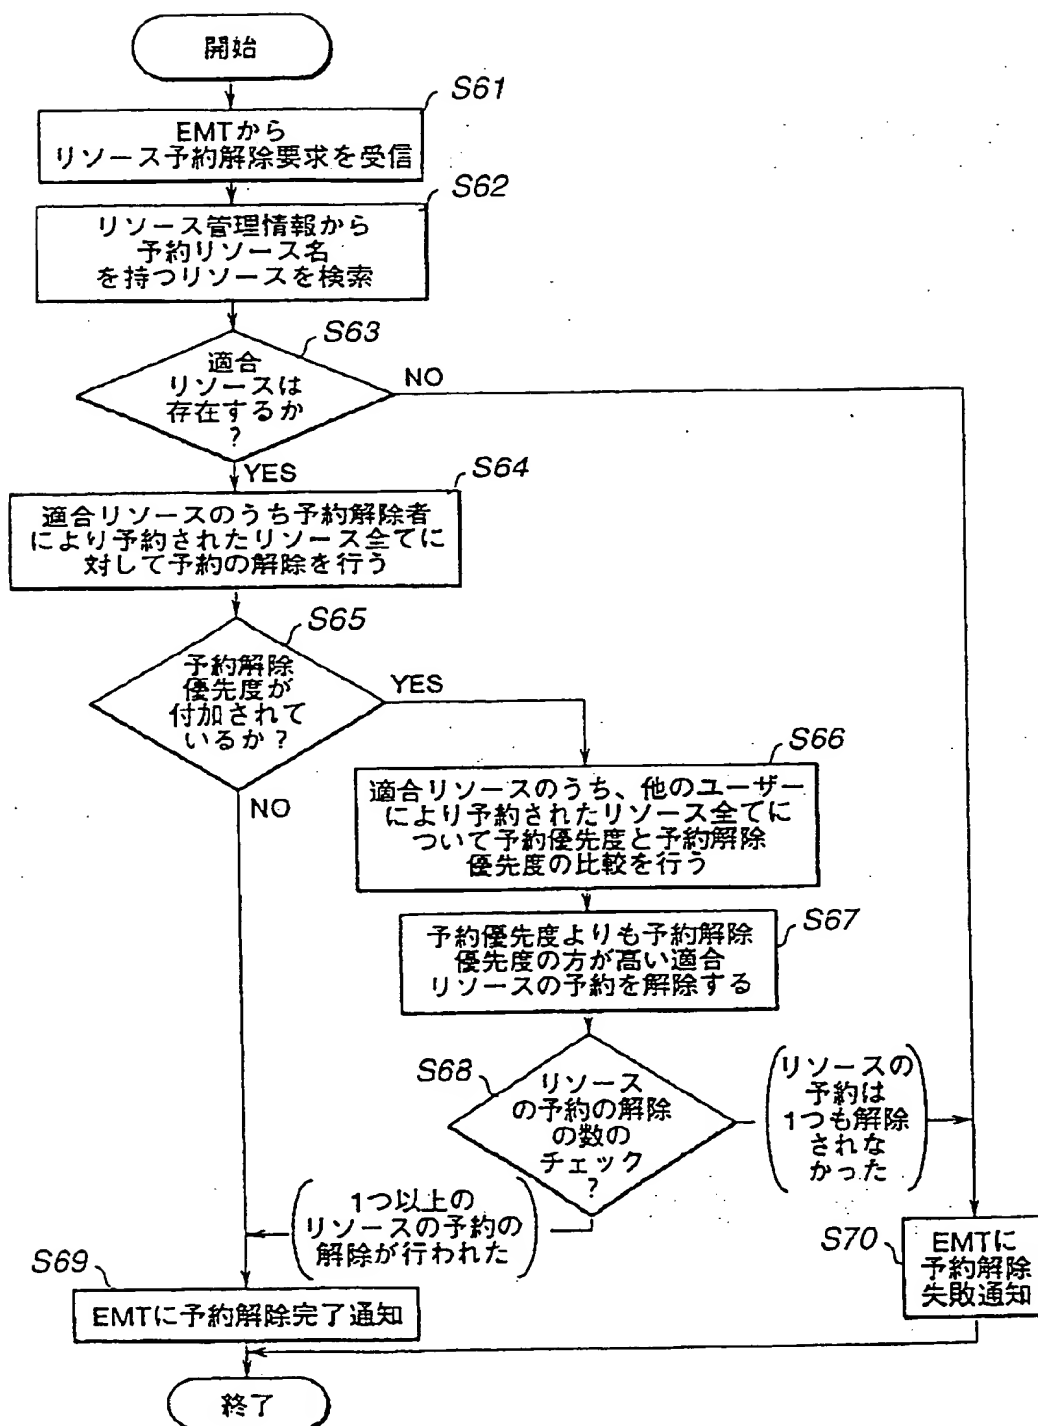 開始
S61
EMTから
リソース予約解除要求を受信
S62
リソース管理情報から
予約リソース名
を持つリソースを検索
S63
適合
リソースは
存在するか
?
NO
YES
S64
適合リソースのうち予約解除者
により予約されたリソース全てに
対して予約の解除を行う
S65
予約解除
優先度が
付加されて
いるか?
YES
NO
S66
適合リソースのうち、他のユーザー
により予約されたリソース全てに
ついて予約優先度と予約解除
優先度の比較を行う
S67
予約優先度よりも予約解除
優先度の方が高い適合
リソースの予約を解除する
S68
リソース
の予約の解除
の数の
チェック
?
リソースの
予約は
1つも解除
されな
かった
1つ以上の
リソースの予約の
解除が行われた
S69
EMTに予約解除完了通知
S70
EMTに
予約解除
失敗通知
終了